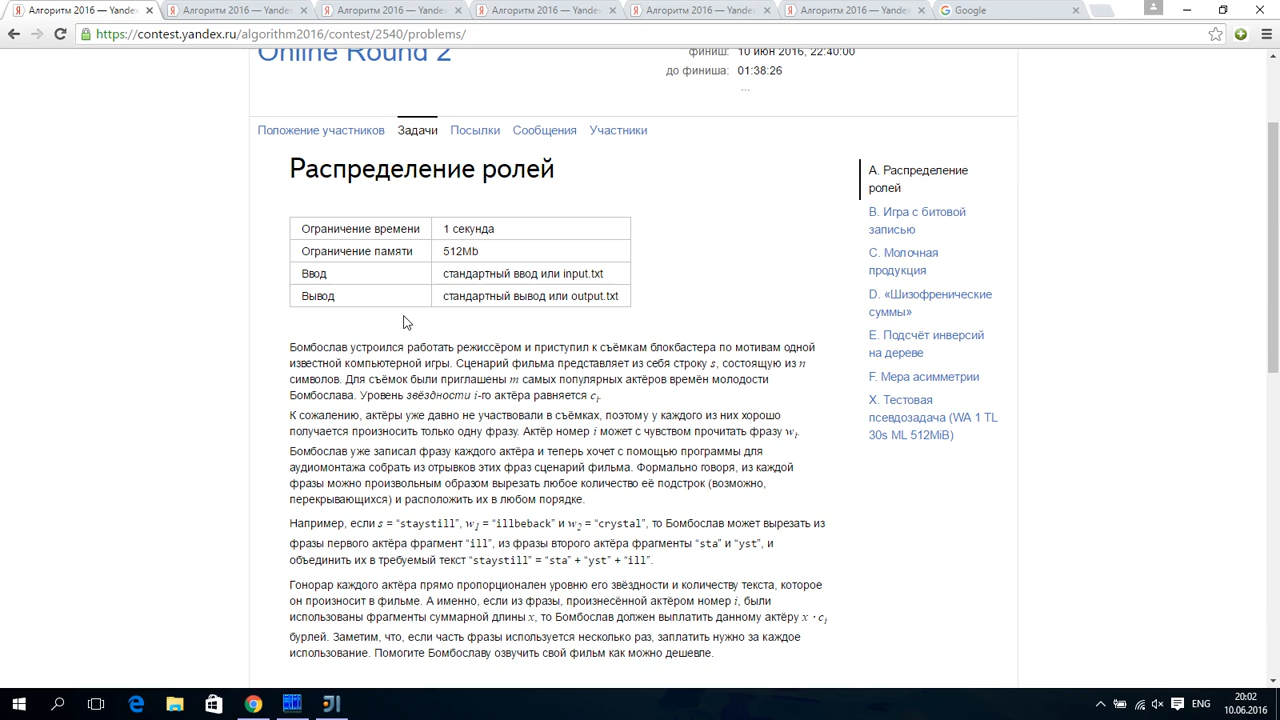 Алгоритм 2016 — Yandex
Алгоритм 2016 — Yandex
Алгоритм 2016 — Yandex
Алгоритм 2016 — Yandex
Алгоритм 2016 — Yandex
Алгоритм 2016 — Yandex
Google
https://contest.yandex.ru/algorithm2016/contest/2540/problems/
Online Round 2
финиш: 10 июн 2016, 22:40:00
до финиша: 01:38:26
...
Положение участников Задачи Посылки Сообщения Участники
Распределение ролей
Ограничение времени 1 секунда
Ограничение памяти 512Mb
Ввод стандартный ввод или input.txt
Вывод стандартный вывод или output.txt
Бомбослав устроился работать режиссёром и приступил к съёмкам блокбастера по мотивам одной
известной компьютерной игры. Сценарий фильма представляет из себя строку s, состоящую из n
символов. Для съёмок были приглашены m самых популярных актёров времён молодости
Бомбослава. Уровень звёздности i-го актёра равняется ci.
К сожалению, актёры уже давно не участвовали в съёмках, поэтому у каждого из них хорошо
получается произносить только одну фразу. Актёр номер i может с чувством прочитать фразу wi.
Бомбослав уже записал фразу каждого актёра и теперь хочет с помощью программы для
аудиомонтажа собрать из отрывков этих фраз сценарий фильма. Формально говоря, из каждой
фразы можно произвольным образом вырезать любое количество её подстрок (возможно,
перекрывающихся) и расположить их в любом порядке.
Например, если s = “staystill”, w1 = “illbeback” и w2 = “crystal”, то Бомбослав может вырезать из
фразы первого актёра фрагмент “ill”, из фразы второго актёра фрагменты “sta” и “yst”, и
объединить их в требуемый текст “staystill” = “sta” + “yst” + “ill”.
Гонорар каждого актёра прямо пропорционален уровню его звёздности и количеству текста, которое
он произносит в фильме. А именно, если из фразы, произнесённой актёром номер i, были
использованы фрагменты суммарной длины x, то Бомбослав должен выплатить данному актёру x · ci
бурлей. Заметим, что, если часть фразы используется несколько раз, заплатить нужно за каждое
использование. Помогите Бомбославу озвучить свой фильм как можно дешевле.
A. Распределение
ролей
B. Игра с битовой
записью
C. Молочная
продукция
D. «Шизофренические
суммы»
E. Подсчёт инверсий
на дереве
F. Мера асимметрии
X. Тестовая
псевдозадача (WA 1 TL
30s ML 512MiB)
ENG
20:02
10.06.2016